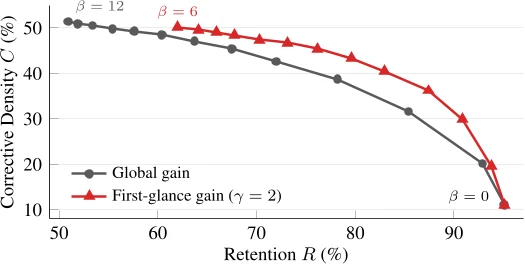 β = 12
β = 6
50
40
30
20
10
Corrective Density C (%)
Global gain
First-glance gain (γ = 2)
β = 0
50 60 70 80 90
Retention R (%)